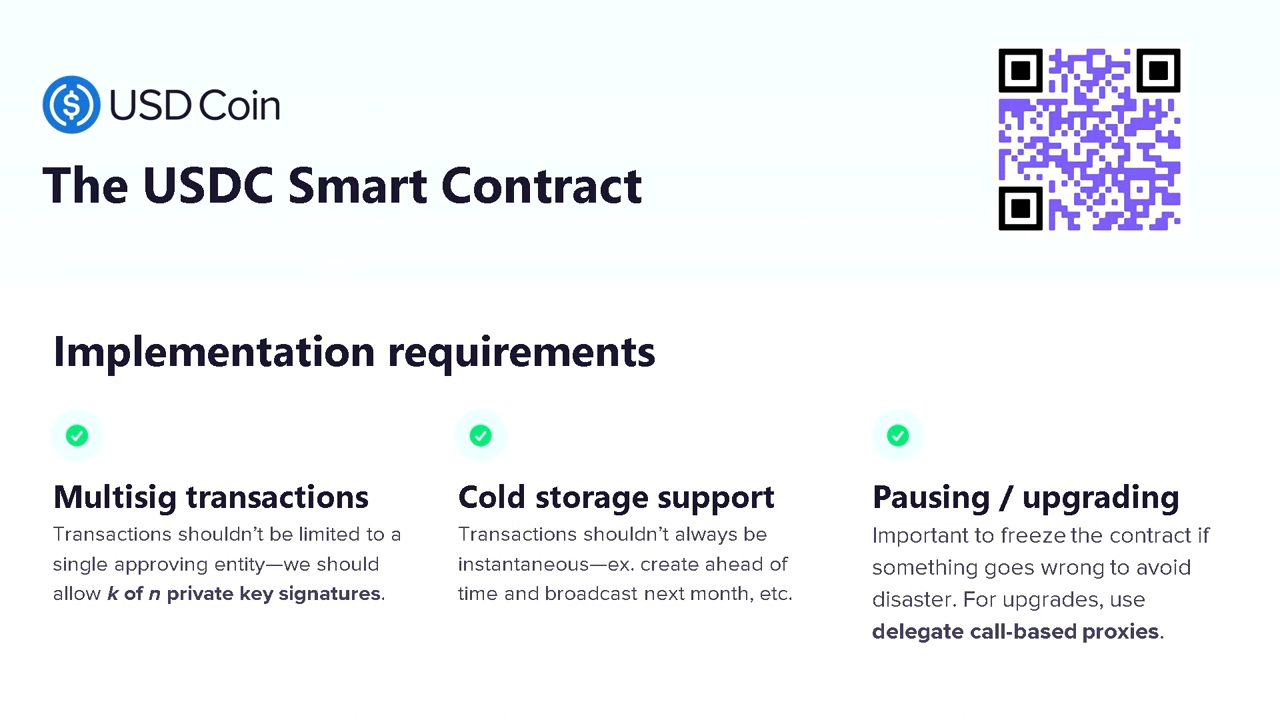 USD Coin
The USDC Smart Contract
Implementation requirements
Multisig transactions
Transactions shouldn't be limited to a
single approving entity—we should
allow k of n private key signatures.
Cold storage support
Transactions shouldn't always be
instantaneous—ex. create ahead of
time and broadcast next month, etc.
Pausing / upgrading
Important to freeze the contract if
something goes wrong to avoid
disaster. For upgrades, use
delegate call-based proxies.